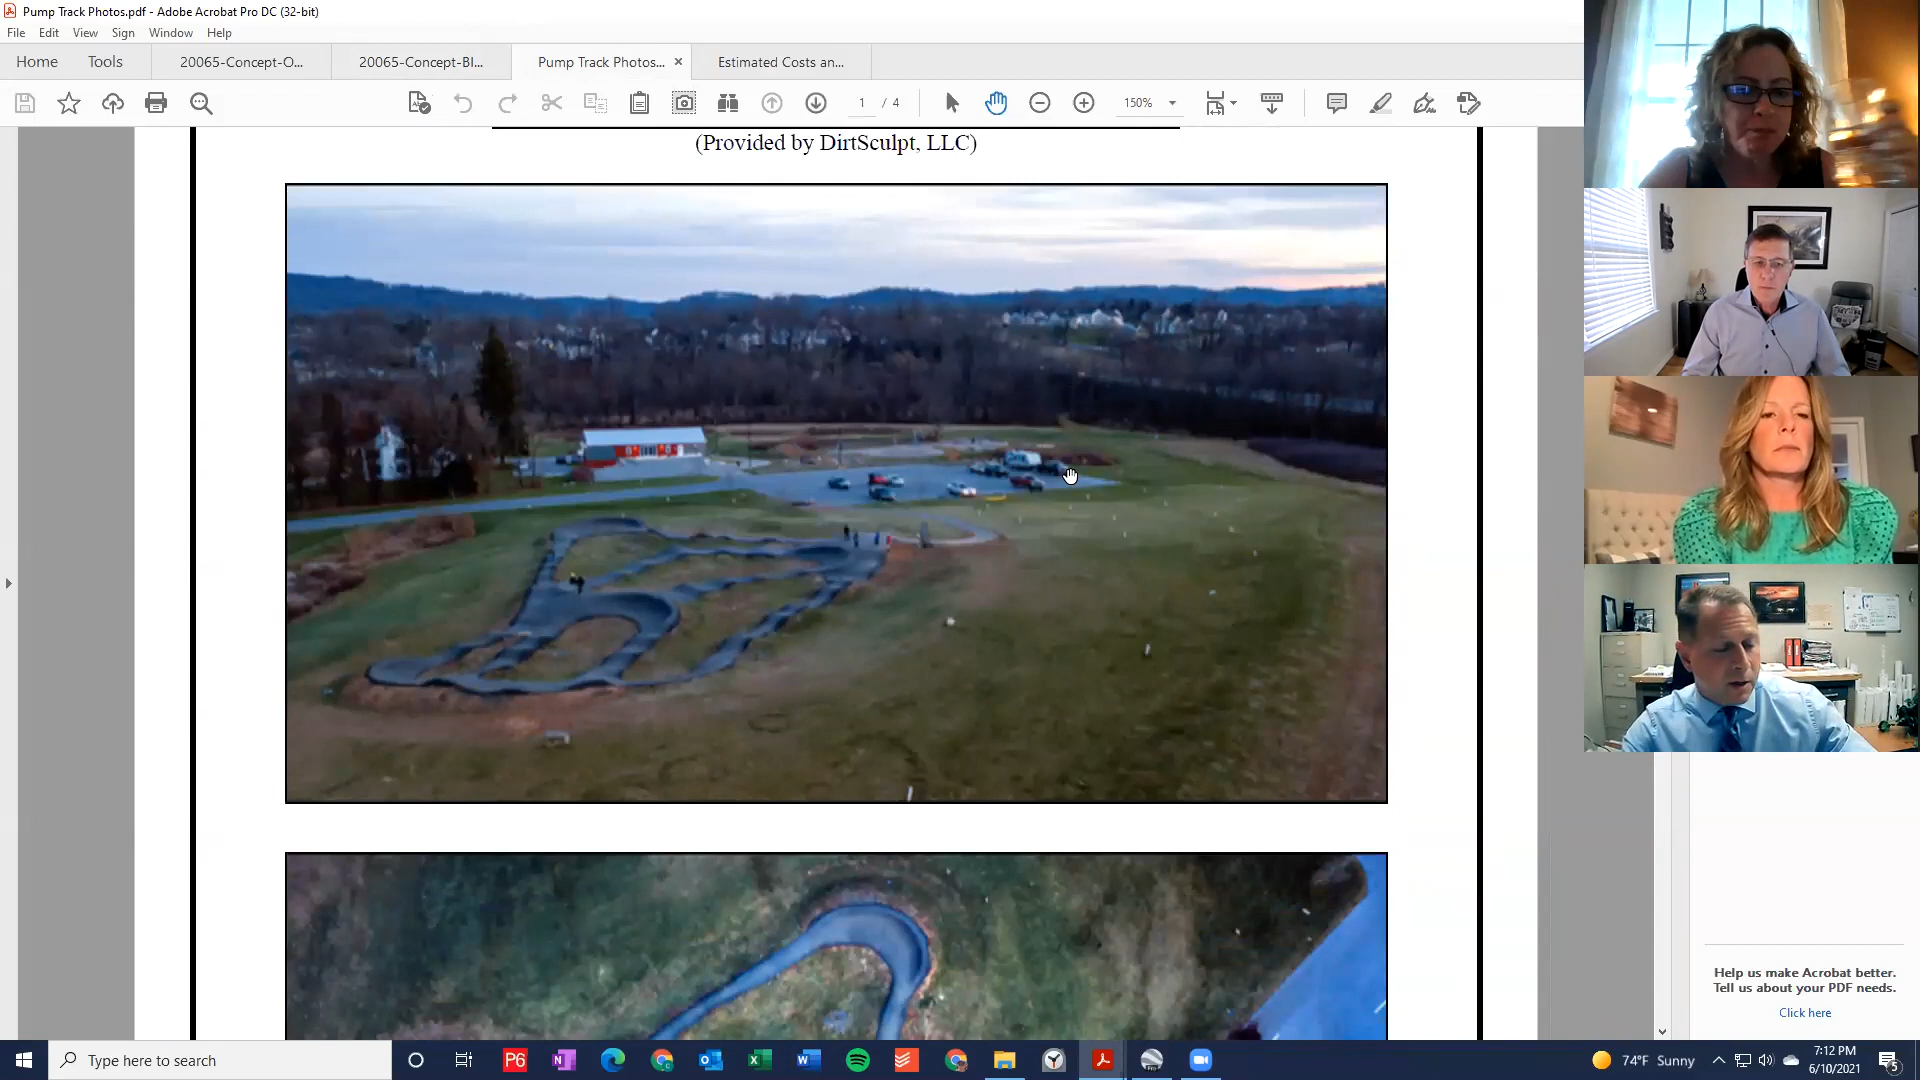 Pump Track Photos.pdf - Adobe Acrobat Pro DC (32-bit)
File Edit View Sign Window Help
Home Tools 20065-Concept-O... 20065-Concept-Bl... Pump Track Photos... × Estimated Costs an...
1 / 4 150%
(Provided by DirtSculpt, LLC)
Help us make Acrobat better.
Tell us about your PDF needs.
Click here
Type here to search
P6
74°F Sunny
7:12 PM
6/10/2021
5